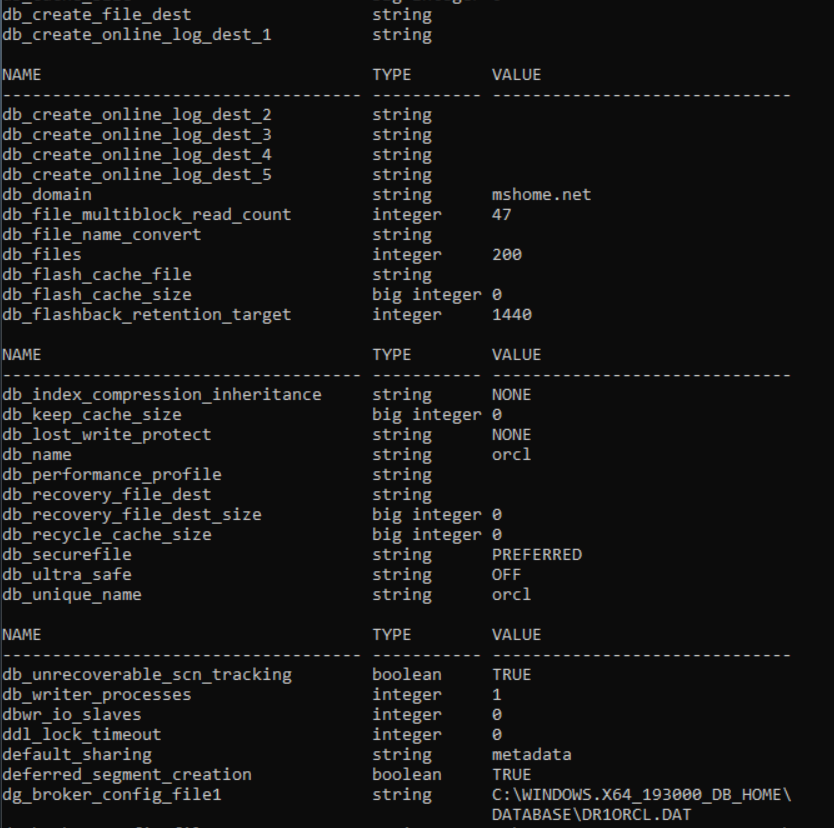 db_create_file_dest                  string
db_create_online_log_dest_1          string
NAME                                 TYPE        VALUE
------------------------------------ ----------- ------------------------------
db_create_online_log_dest_2          string
db_create_online_log_dest_3          string
db_create_online_log_dest_4          string
db_create_online_log_dest_5          string
db_domain                            string      mshome.net
db_file_multiblock_read_count        integer     47
db_file_name_convert                 string
db_files                             integer     200
db_flash_cache_file                  string
db_flash_cache_size                  big integer 0
db_flashback_retention_target        integer     1440
NAME                                 TYPE        VALUE
------------------------------------ ----------- ------------------------------
db_index_compression_inheritance     string      NONE
db_keep_cache_size                   big integer 0
db_lost_write_protect                string      NONE
db_name                              string      orcl
db_performance_profile               string
db_recovery_file_dest                string
db_recovery_file_dest_size           big integer 0
db_recycle_cache_size                big integer 0
db_securefile                        string      PREFERRED
db_ultra_safe                        string      OFF
db_unique_name                       string      orcl
NAME                                 TYPE        VALUE
------------------------------------ ----------- ------------------------------
db_unrecoverable_scn_tracking        boolean     TRUE
db_writer_processes                  integer     1
dbwr_io_slaves                       integer     0
ddl_lock_timeout                     integer     0
default_sharing                      string      metadata
deferred_segment_creation            boolean     TRUE
dg_broker_config_file1               string      C:\WINDOWS.X64_193000_DB_HOME\
                                                 DATABASE\DR1ORCL.DAT